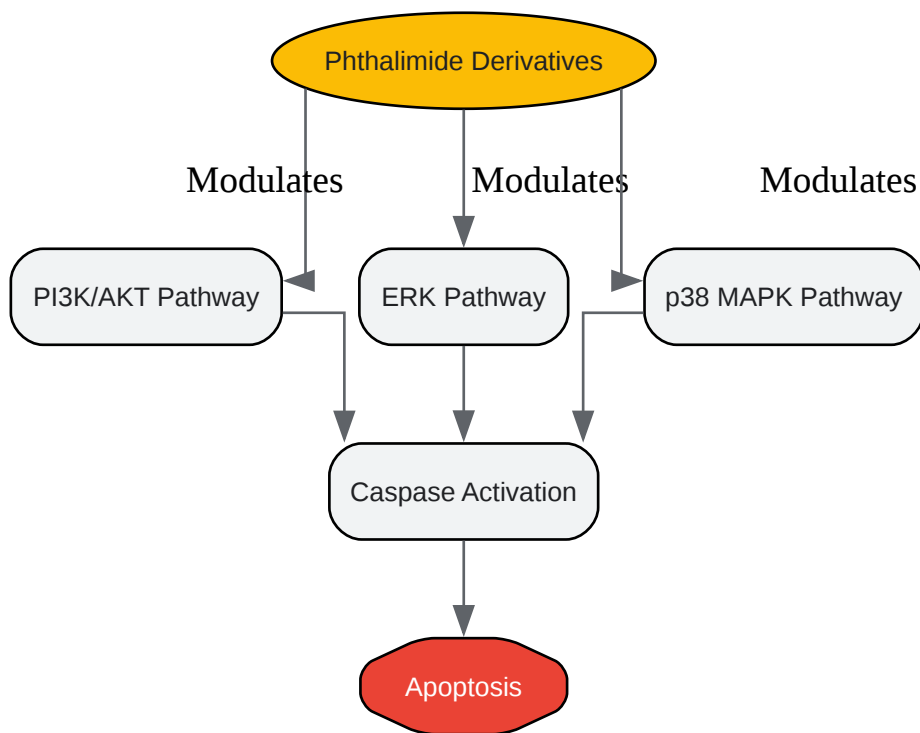 Phthalimide Derivatives
Modulates
Modulates
Modulates
PI3K/AKT Pathway
ERK Pathway
p38 MAPK Pathway
Caspase Activation
Apoptosis